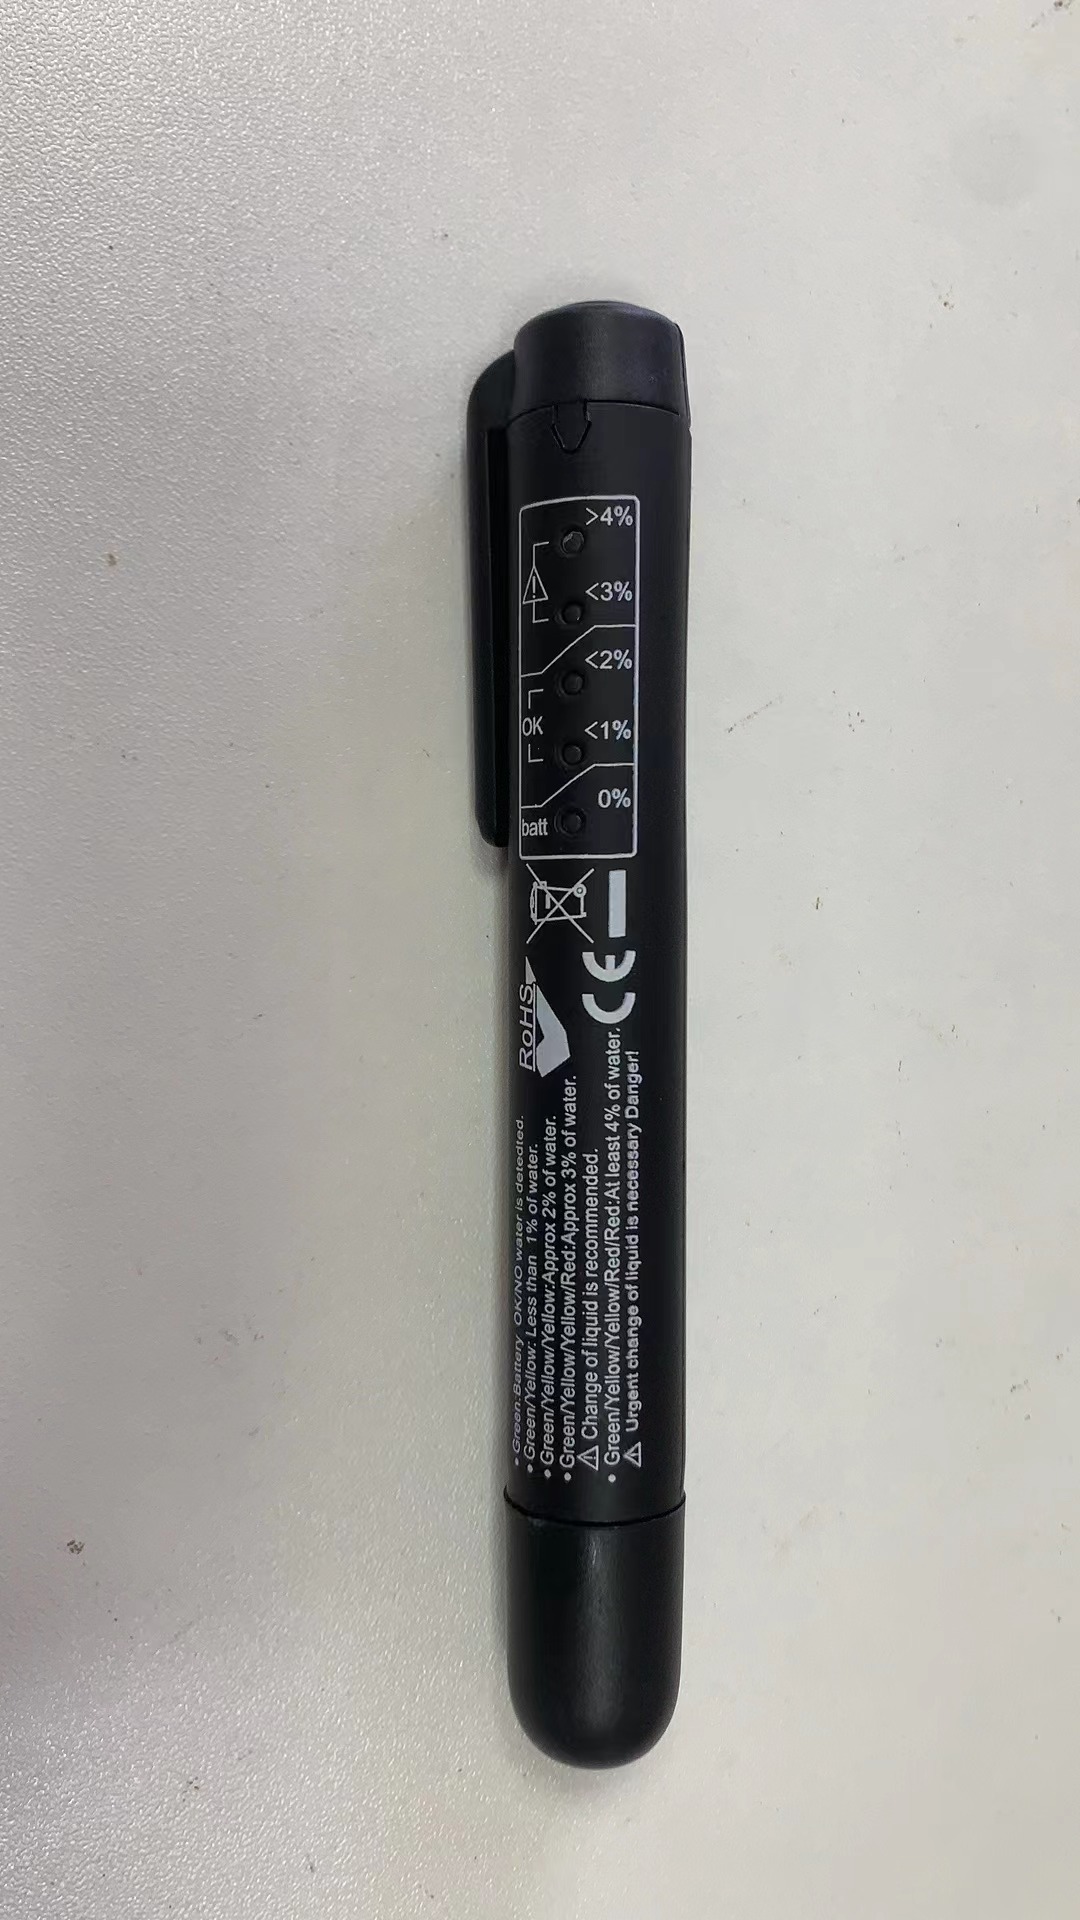 >4%
<3%
<2%
OK
<1%
0%
batt
CE
RoHS
• Green:Battery OK/NO water is detedted.
• Green/Yellow: Less than 1% of water.
• Green/Yellow/Yellow:Approx 2% of water.
• Green/Yellow/Yellow/Red:Approx 3% of water.
⚠ Change of liquid is recommended.
• Green/Yellow/Yellow/Red/Red:At least 4% of water.
⚠ Urgent change of liquid is necessary Danger!